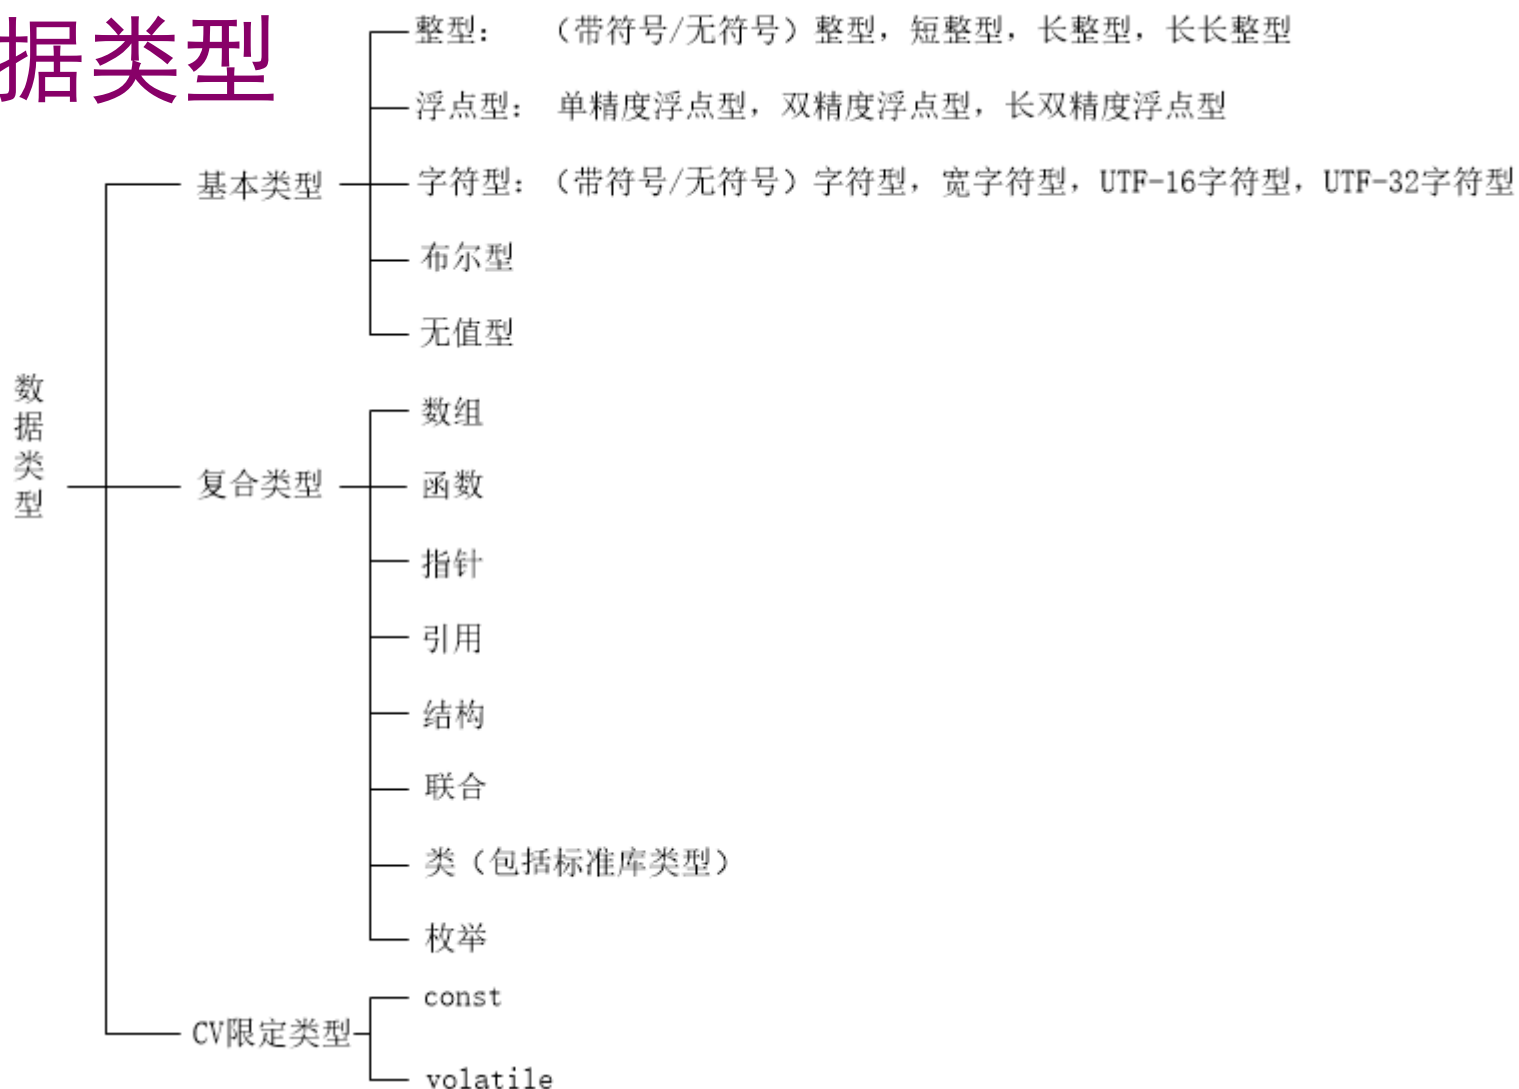 据类型
整型： （带符号/无符号）整型，短整型，长整型，长长整型
浮点型： 单精度浮点型，双精度浮点型，长双精度浮点型
基本类型
字符型：（带符号/无符号）字符型，宽字符型，UTF-16字符型，UTF-32字符型
布尔型
无值型
数据类型
数组
复合类型
函数
指针
引用
结构
联合
类（包括标准库类型）
枚举
CV限定类型
const
volatile